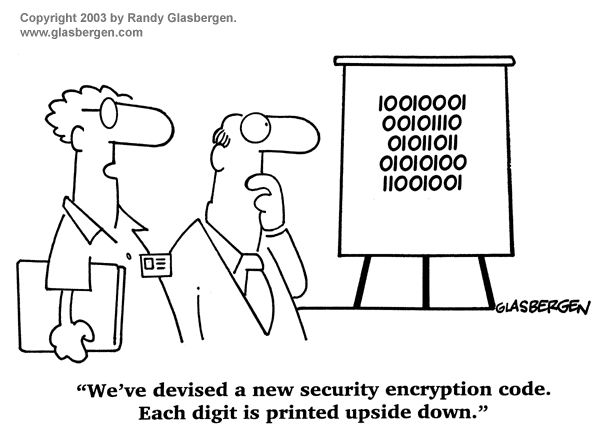 Copyright 2003 by Randy Glasbergen.
www.glasbergen.com
10010001
00101110
01011011
01010100
11001001
GLASBERGEN
“We’ve devised a new security encryption code.
Each digit is printed upside down.”